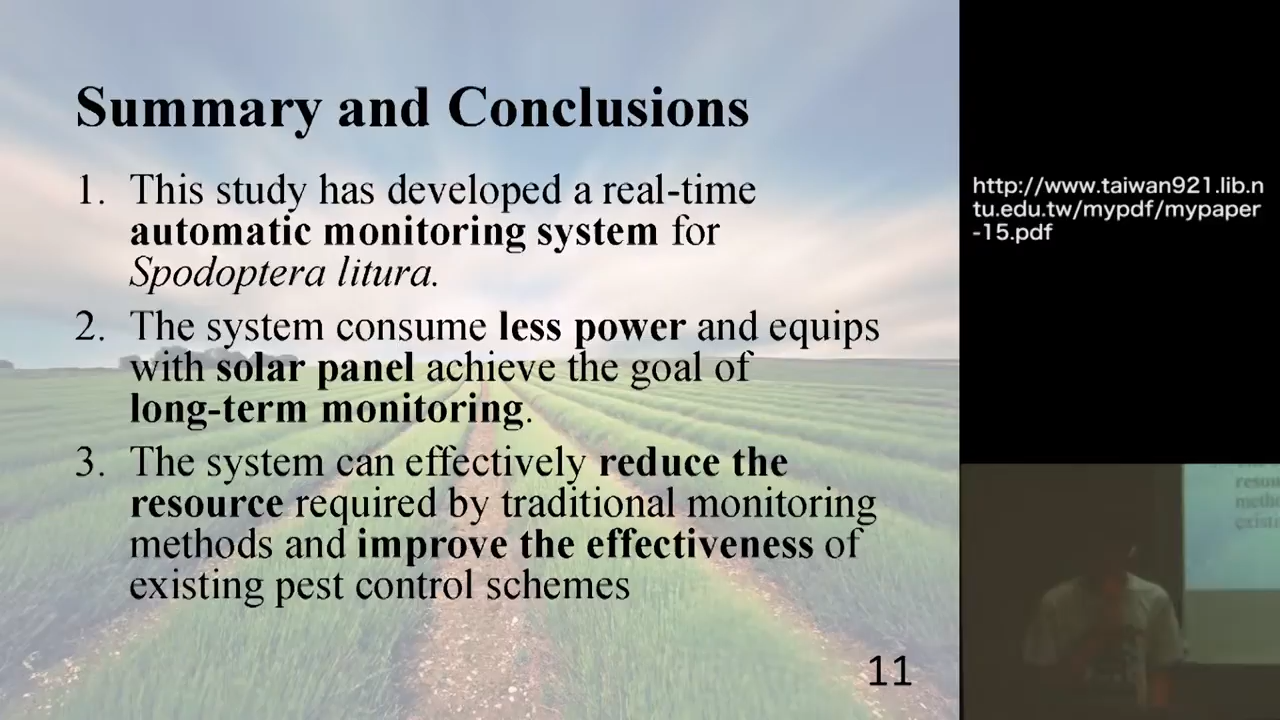 Summary and Conclusions
1. This study has developed a real-time
automatic monitoring system for
Spodoptera litura.
2. The system consume less power and equips
with solar panel achieve the goal of
long-term monitoring.
3. The system can effectively reduce the
resource required by traditional monitoring
methods and improve the effectiveness of
existing pest control schemes
11
http://www.taiwan921.lib.n
tu.edu.tw/mypdf/mypaper
-15.pdf